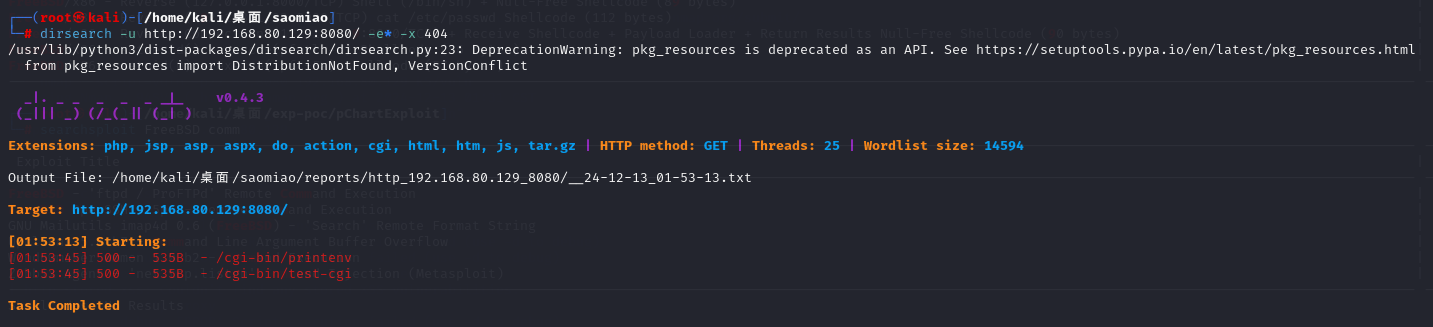 ┌──(root㉿kali)-[/home/kali/桌面/saomiao]
└─# dirsearch -u http://192.168.80.129:8080/ -e* -x 404
/usr/lib/python3/dist-packages/dirsearch/dirsearch.py:23: DeprecationWarning: pkg_resources is deprecated as an API. See https://setuptools.pypa.io/en/latest/pkg_resources.html
  from pkg_resources import DistributionNotFound, VersionConflict
  _|. _ _  _  _  _ _|_    v0.4.3
 (_||| _) (/_(_|| (_| )
Extensions: php, jsp, asp, aspx, do, action, cgi, html, htm, js, tar.gz | HTTP method: GET | Threads: 25 | Wordlist size: 14594
Output File: /home/kali/桌面/saomiao/reports/http_192.168.80.129_8080/__24-12-13_01-53-13.txt
Target: http://192.168.80.129:8080/
[01:53:13] Starting:
[01:53:45] 500 -  535B  - /cgi-bin/printenv
[01:53:45] 500 -  535B  - /cgi-bin/test-cgi
Task Completed